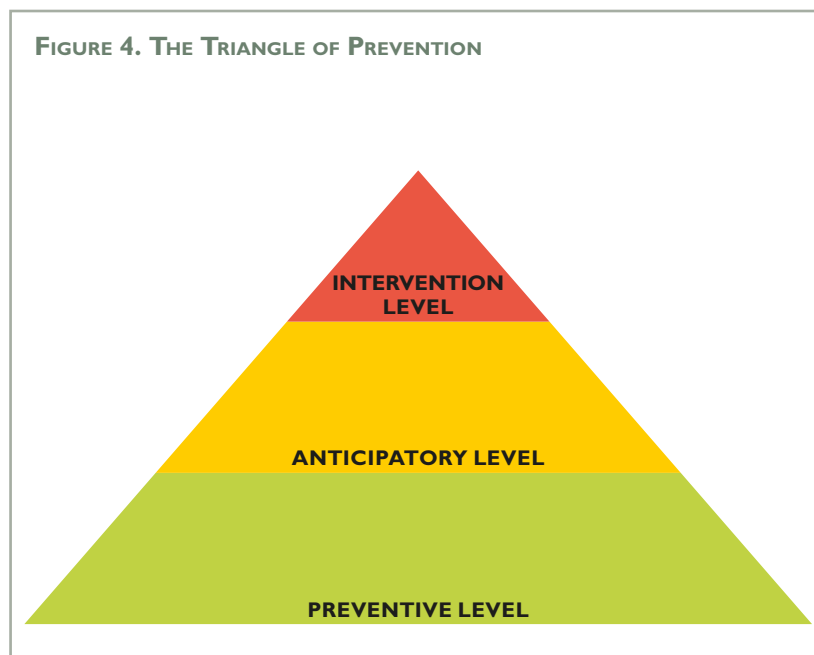 FIGURE 4. THE TRIANGLE OF PREVENTION
INTERVENTION
LEVEL
ANTICIPATORY LEVEL
PREVENTIVE LEVEL